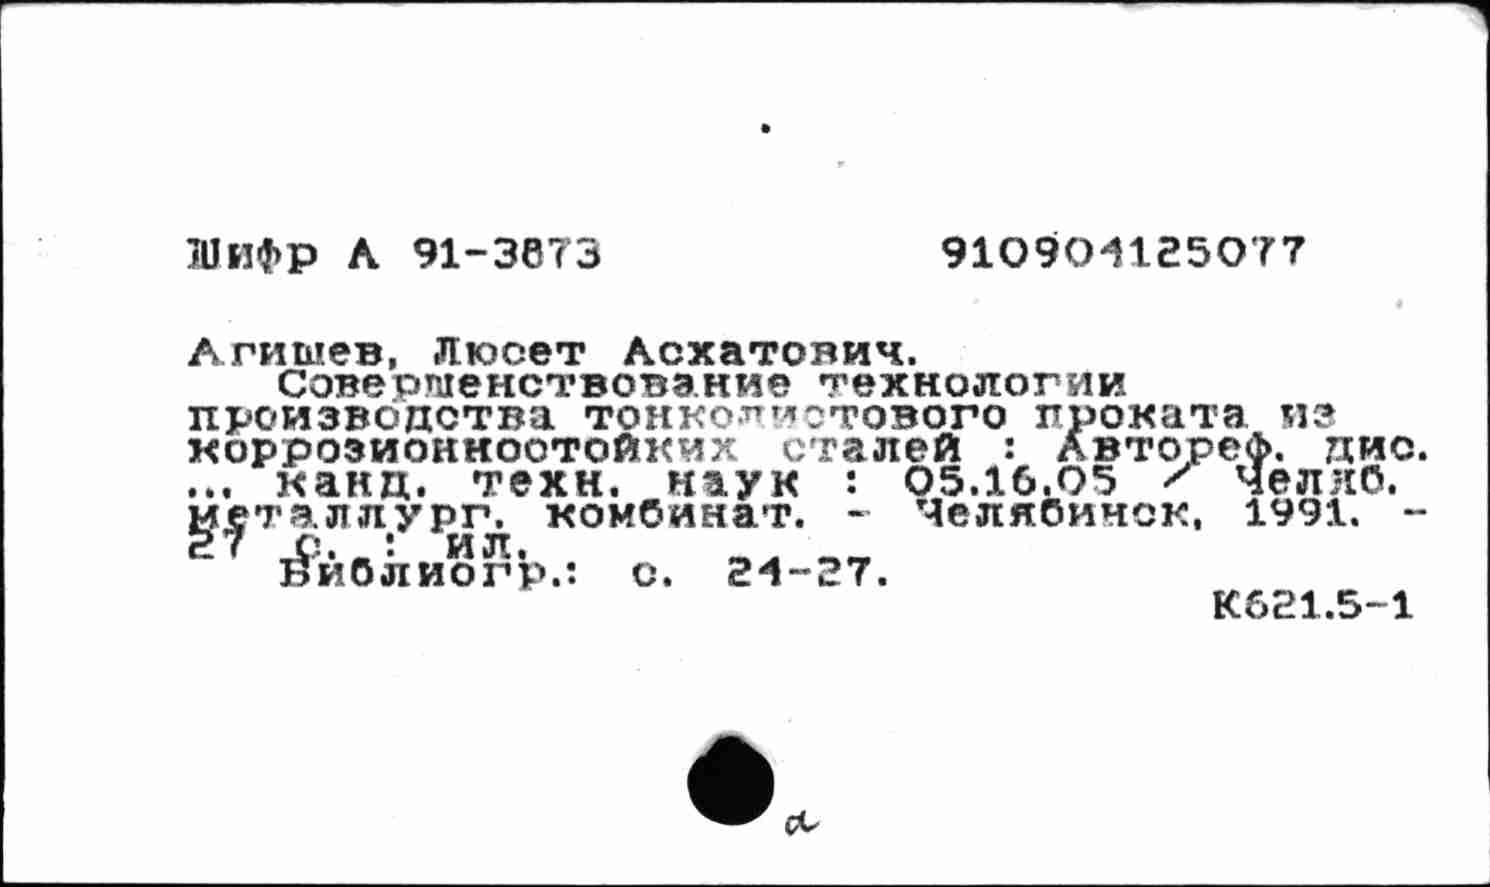 Шифр А 91-3873 910904125077
Агишев, Люсет Асхатович.
Совершенствование технологии
производства тонколистового проката из
коррозионностойких сталей : Автореф. дис.
... канд. техн. наук : 05.16.05 / Челяб.
металлург. комбинат. - Челябинск, 1991. -
27 с. : ил.
Библиогр.: с. 24-27.
К621.5-1
а